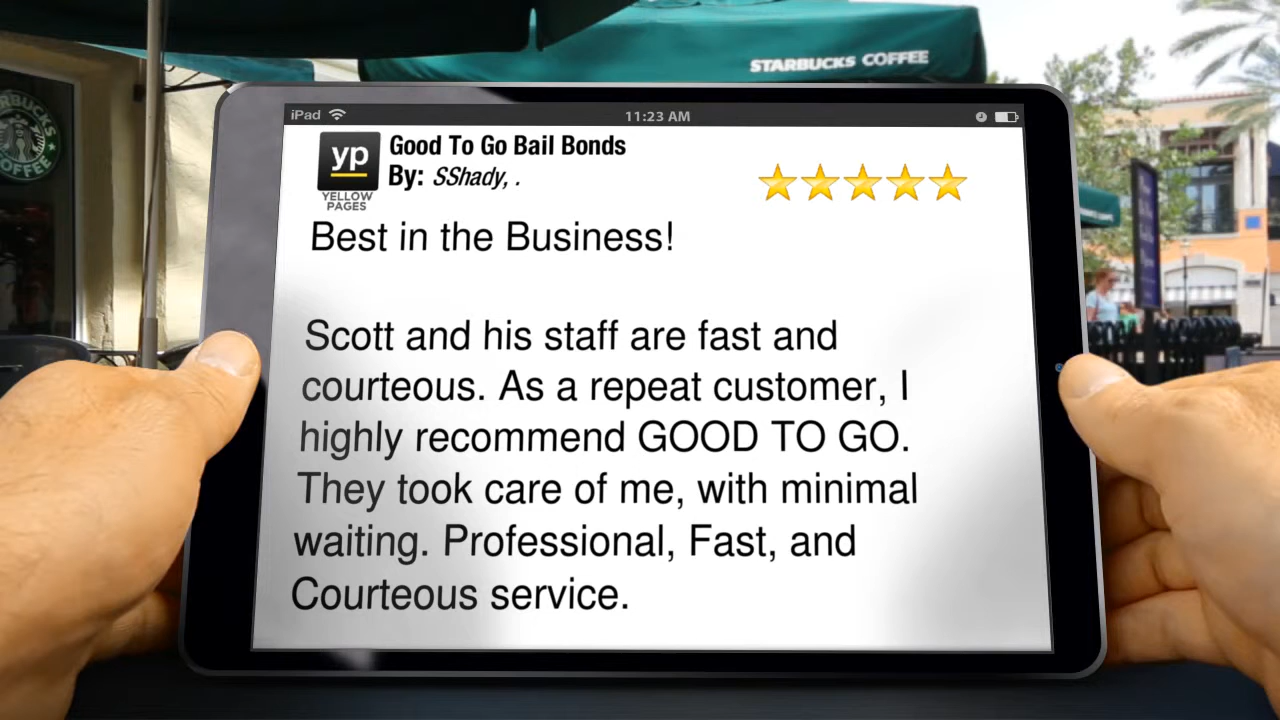 STARBUCKS COFFEE
iPad 11:23 AM
yp
YELLOW
PAGES
Good To Go Bail Bonds
By: SShady, .
Best in the Business!
Scott and his staff are fast and
courteous. As a repeat customer, I
highly recommend GOOD TO GO.
They took care of me, with minimal
waiting. Professional, Fast, and
Courteous service.